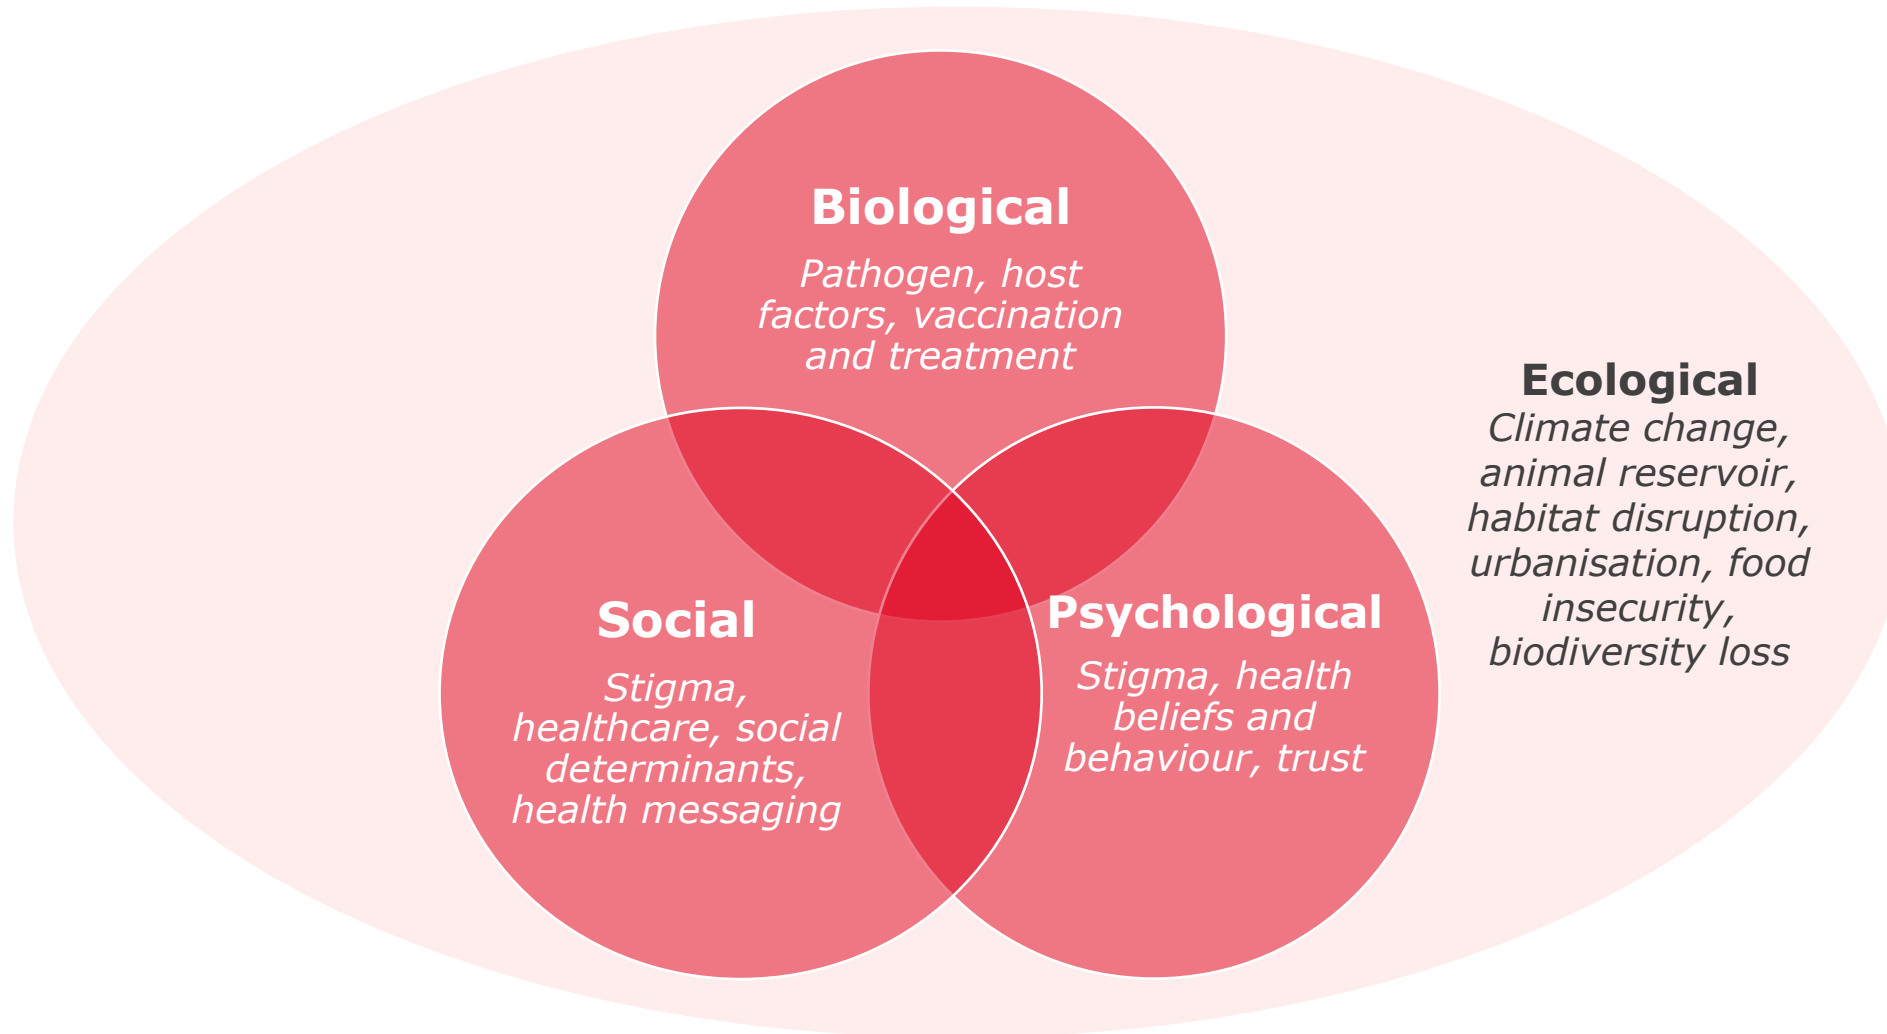 Biological
Pathogen, host
factors, vaccination
and treatment
Ecological
Climate change,
animal reservoir,
habitat disruption,
urbanisation, food
insecurity,
biodiversity loss
Social
Stigma,
healthcare, social
determinants,
health messaging
Psychological
Stigma, health
beliefs and
behaviour, trust